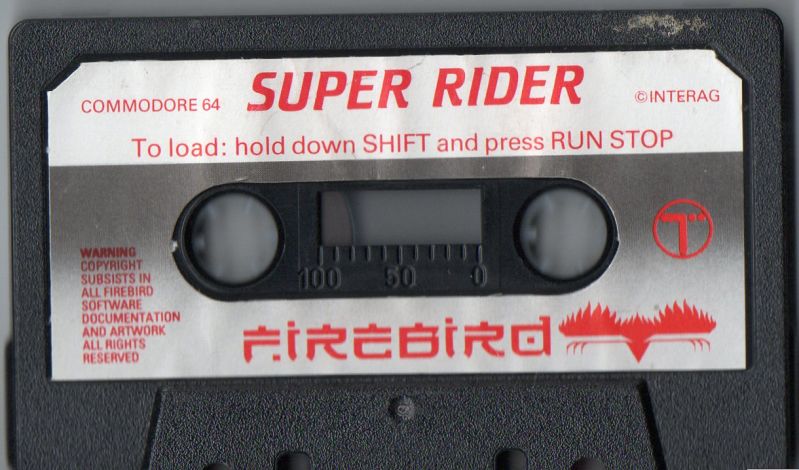 COMMODORE 64
SUPER RIDER
©INTERAG
To load: hold down SHIFT and press RUN STOP
T
100 50 0
WARNING
COPYRIGHT
SUBSISTS IN
ALL FIREBIRD
SOFTWARE
DOCUMENTATION
AND ARTWORK
ALL RIGHTS
RESERVED
FIREBIRD